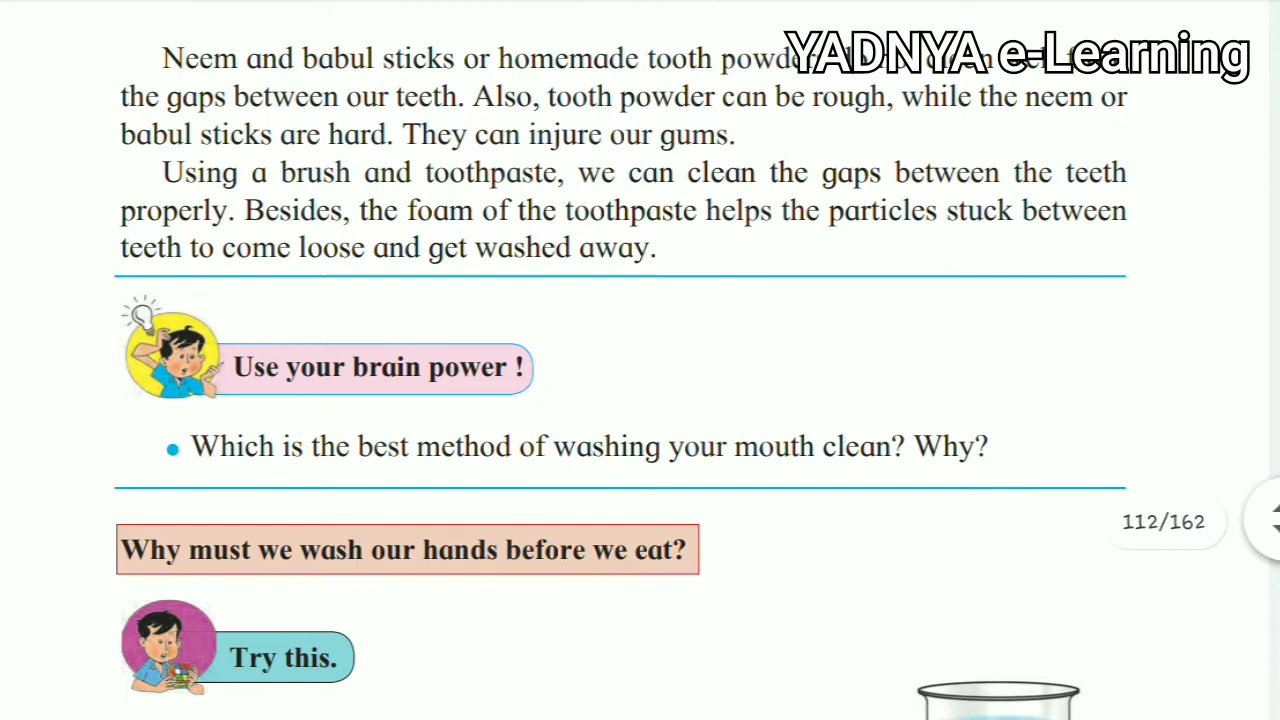 YADNYA e-Learning
Neem and babul sticks or homemade tooth powder
the gaps between our teeth. Also, tooth powder can be rough, while the neem or
babul sticks are hard. They can injure our gums.
Using a brush and toothpaste, we can clean the gaps between the teeth
properly. Besides, the foam of the toothpaste helps the particles stuck between
teeth to come loose and get washed away.
Use your brain power !
• Which is the best method of washing your mouth clean? Why?
112/162
Why must we wash our hands before we eat?
Try this.